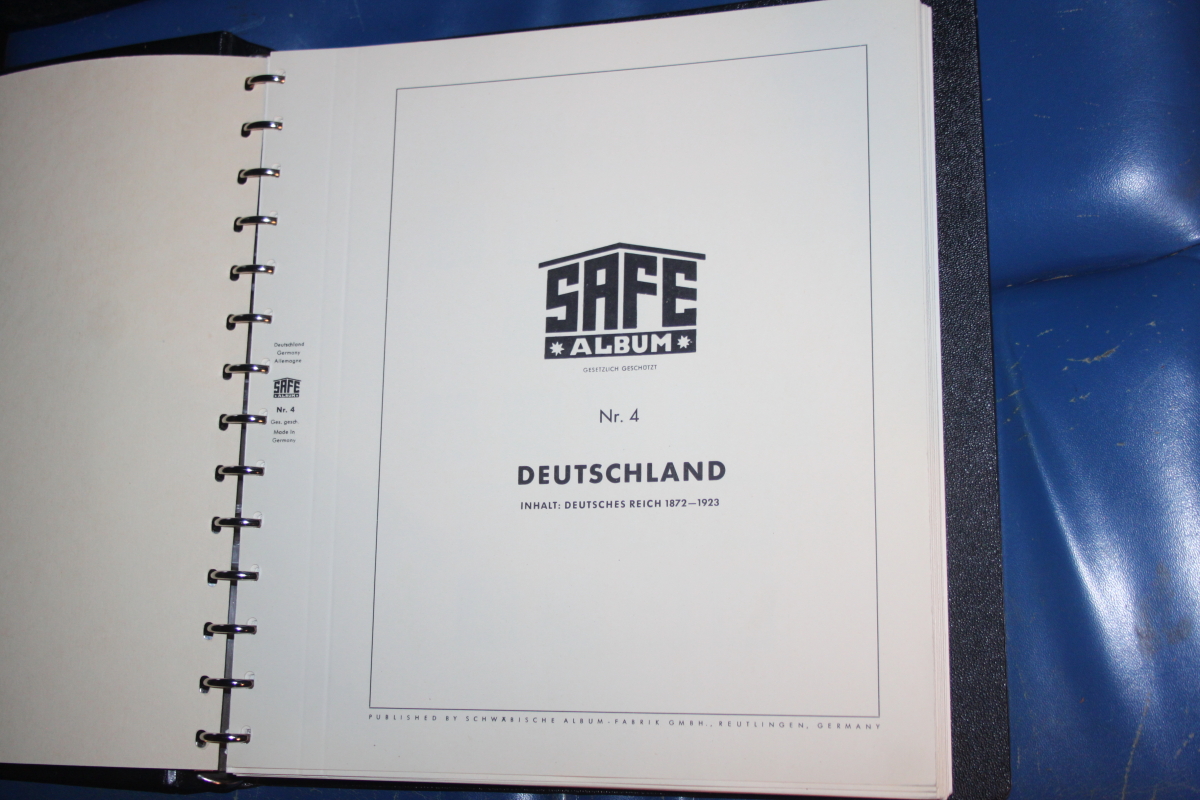 Deutschland
Germany
Allemagne
SAFE
ALBUM
Nr. 4
Ges. gesch.
Made in
Germany
SAFE
ALBUM
GESETZLICH GESCHÜTZT
Nr. 4
DEUTSCHLAND
INHALT: DEUTSCHES REICH 1872—1923
PUBLISHED BY SCHWÄBISCHE ALBUM-FABRIK GMBH., REUTLINGEN, GERMANY